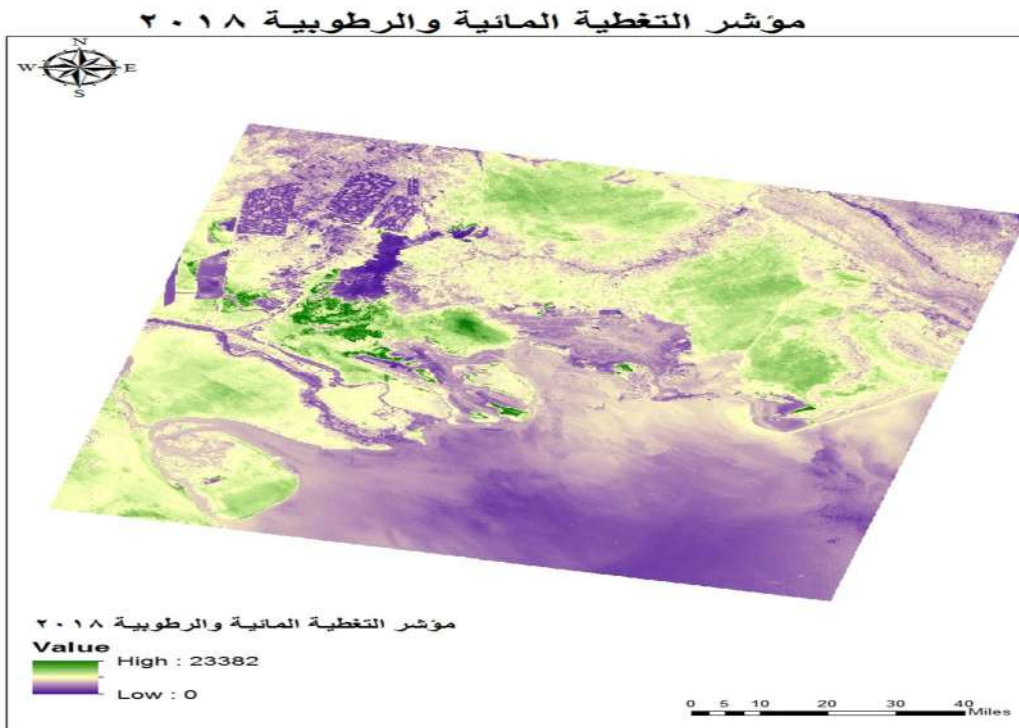 مؤشر التغطية المائية والرطوبية ٢٠١٨
N
W E
S
مؤشر التغطية المائية والرطوبية ٢٠١٨
Value
High : 23382
Low : 0
0 5 10 20 30 40
Miles